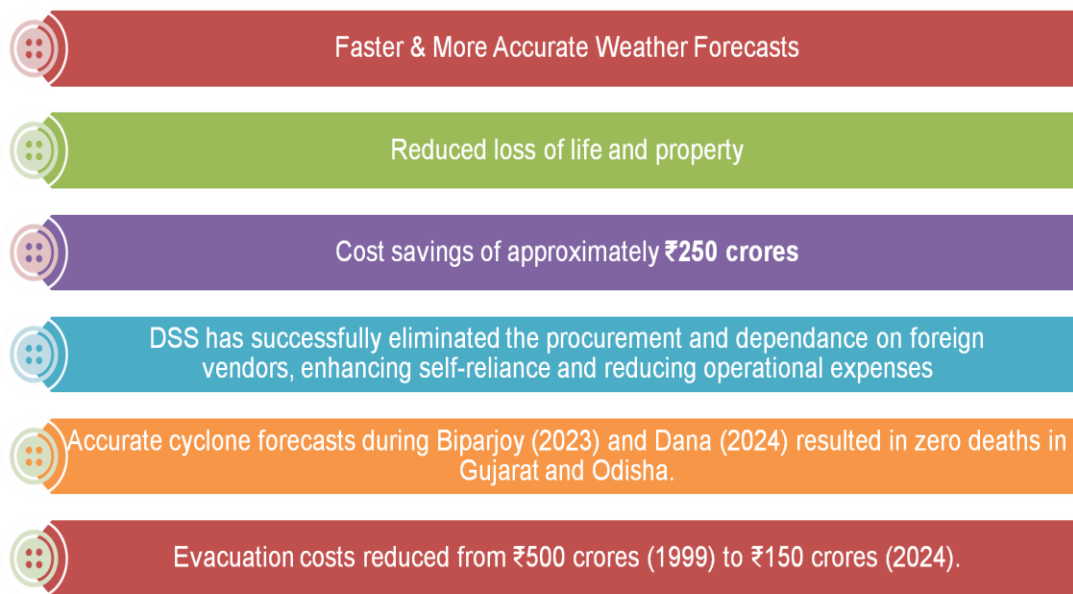 Faster & More Accurate Weather Forecasts
Reduced loss of life and property
Cost savings of approximately ₹250 crores
DSS has successfully eliminated the procurement and dependance on foreign
vendors, enhancing self-reliance and reducing operational expenses
Accurate cyclone forecasts during Biparjoy (2023) and Dana (2024) resulted in zero deaths in
Gujarat and Odisha.
Evacuation costs reduced from ₹500 crores (1999) to ₹150 crores (2024).